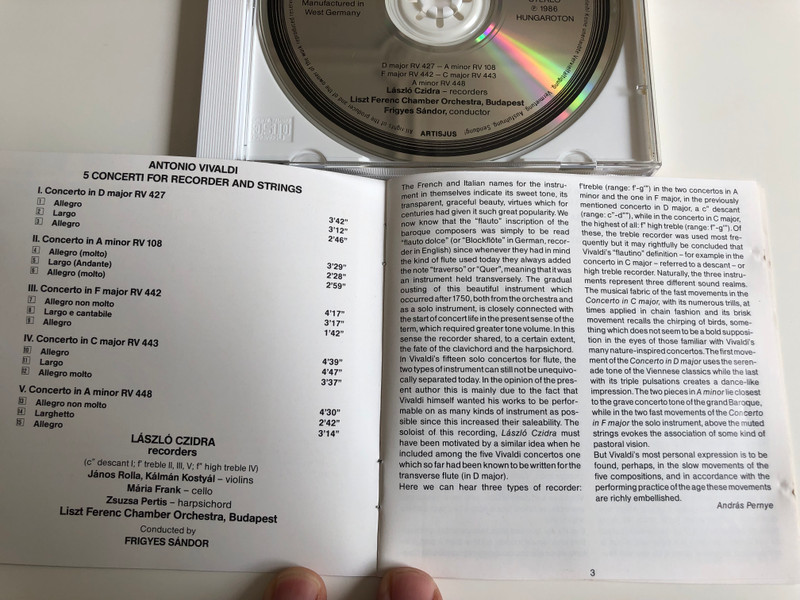 Manufactured in
West Germany
STEREO
℗ 1986
HUNGAROTON
D major RV 427 – A minor RV 108
F major RV 442 – C major RV 443
A minor RV 448
László Czidra – recorders
Liszt Ferenc Chamber Orchestra, Budapest
Frigyes Sándor, conductor
ARTISJUS
ANTONIO VIVALDI
5 CONCERTI FOR RECORDER AND STRINGS
I. Concerto in D major RV 427
1 Allegro 3'42"
2 Largo 3'12"
3 Allegro 2'46"
II. Concerto in A minor RV 108
4 Allegro (molto) 3'29"
5 Largo (Andante) 2'28"
6 Allegro (molto) 2'59"
III. Concerto in F major RV 442
7 Allegro non molto 4'17"
8 Largo e cantabile 3'17"
9 Allegro 1'42"
IV. Concerto in C major RV 443
10 Allegro 4'39"
11 Largo 4'47"
12 Allegro molto 3'37"
V. Concerto in A minor RV 448
13 Allegro non molto 4'30"
14 Larghetto 2'42"
15 Allegro 3'14"
LÁSZLÓ CZIDRA
recorders
(c" descant I; f' treble II, III, V; f" high treble IV)
János Rolla, Kálmán Kostyál – violins
Mária Frank – cello
Zsuzsa Pertis – harpsichord
Liszt Ferenc Chamber Orchestra, Budapest
Conducted by
FRIGYES SÁNDOR
The French and Italian names for the instru-
ment in themselves indicate its sweet tone, its
transparent, graceful beauty, virtues which for
centuries had given it such great popularity. We
now know that the "flauto" inscription of the
baroque composers was simply to be read
"flauto dolce" (or "Blockflöte" in German, recor-
der in English) since whenever they had in mind
the kind of flute used today they always added
the note "traverso" or "Quer", meaning that it was
an instrument held transversely. The gradual
ousting of this beautiful instrument which
occurred after 1750, both from the orchestra and
as a solo instrument, is closely connected with
the start of concert life in the present sense of the
term, which required greater tone volume. In this
sense the recorder shared, to a certain extent,
the fate of the clavichord and the harpsichord.
In Vivaldi's fifteen solo concertos for flute, the
two types of instrument can still not be unequivo-
cally separated today. In the opinion of the pres-
ent author this is mainly due to the fact that
Vivaldi himself wanted his works to be perfor-
mable on as many kinds of instrument as pos-
sible since this increased their saleability. The
soloist of this recording, László Czidra must
have been motivated by a similar idea when he
included among the five Vivaldi concertos one
which so far had been known to be written for the
transverse flute (in D major).
Here we can hear three types of recorder:
f'treble (range: f'-g''') in the two concertos in A
minor and the one in F major, in the previously
mentioned concerto in D major, a c" descant
(range: c"-d""), while in the concerto in C major,
the highest of all: f" high treble (range: f"-g""). Of
these, the treble recorder was used most fre-
quently but it may rightfully be concluded that
Vivaldi's "flautino" definition – for example in the
concerto in C major – referred to a descant – or
high treble recorder. Naturally, the three instru-
ments represent three different sound realms.
The musical fabric of the fast movements in the
Concerto in C major, with its numerous trills, at
times applied in chain fashion and its brisk
movement recalls the chirping of birds, some-
thing which does not seem to be a bold supposi-
tion in the eyes of those familiar with Vivaldi's
many nature-inspired concertos. The first move-
ment of the Concerto in D major uses the seren-
ade tone of the Viennese classics while the last
with its triple pulsations creates a dance-like
impression. The two pieces in A minor lie closest
to the grave concerto tone of the grand Baroque,
while in the two fast movements of the Concerto
in F major the solo instrument, above the muted
strings evokes the association of some kind of
pastoral vision.
But Vivaldi's most personal expression is to be
found, perhaps, in the slow movements of the
five compositions, and in accordance with the
performing practice of the age these movements
are richly embellished.
András Pernye
3